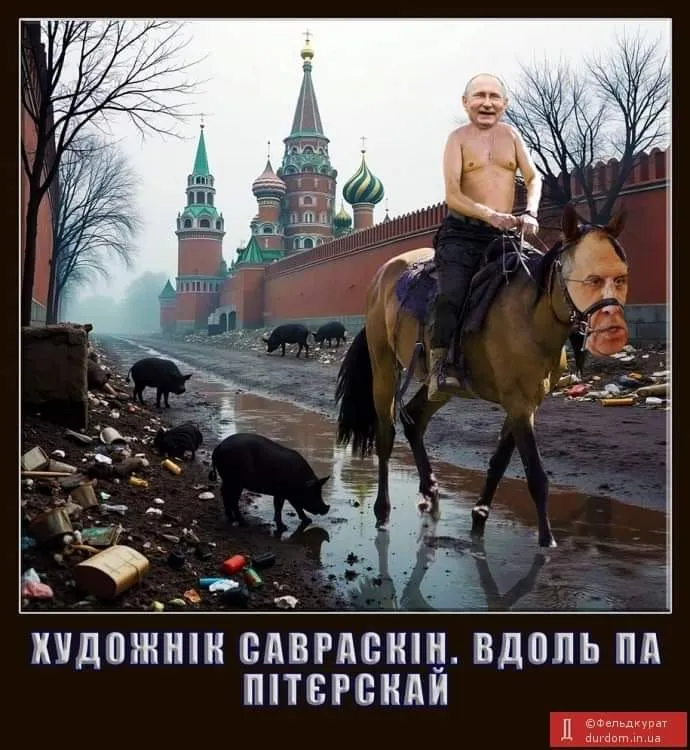 ХУДОЖНІК САВРАСКІН. ВДОЛЬ ПА
ПІТЄРСКАЙ
Д
©Фельдкурат
durdom.in.ua